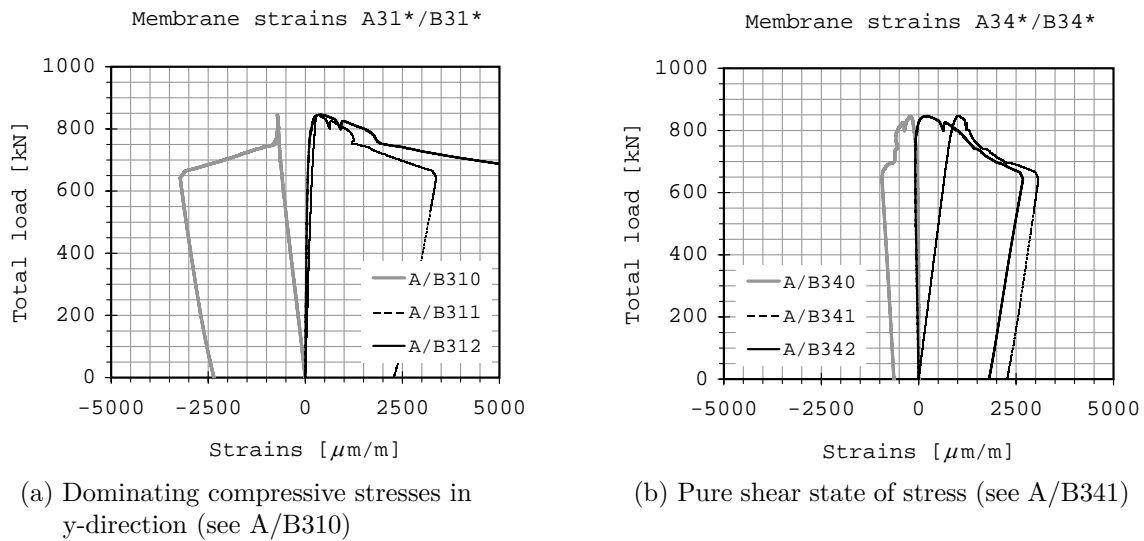 Membrane strains A31*/B31*
1000
800
600
400
200
0
Total load [kN]
A/B310
A/B311
A/B312
−5000 −2500 0 2500 5000
Strains [μm/m]
(a) Dominating compressive stresses in
y-direction (see A/B310)
Membrane strains A34*/B34*
1000
800
600
400
200
0
Total load [kN]
A/B340
A/B341
A/B342
−5000 −2500 0 2500 5000
Strains [μm/m]
(b) Pure shear state of stress (see A/B341)